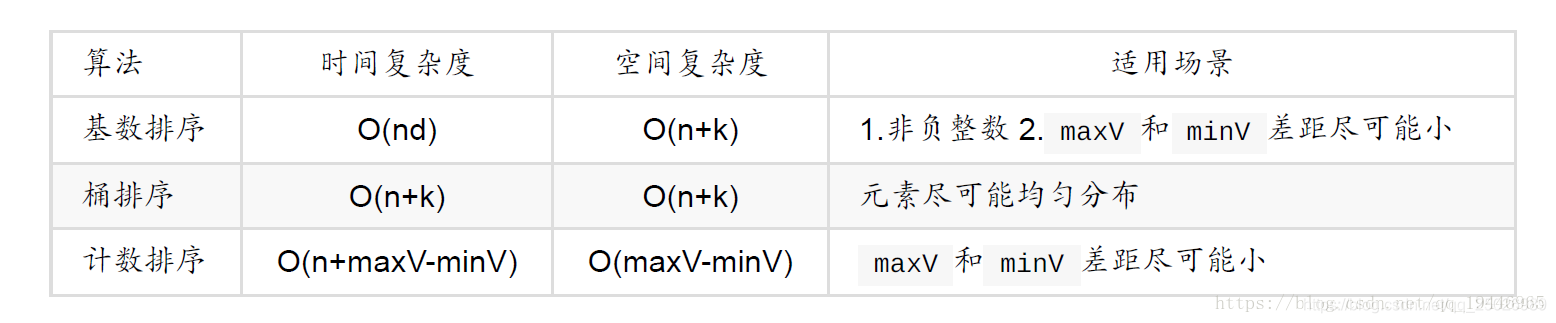 算法 时间复杂度 空间复杂度 适用场景
基数排序 O(nd) O(n+k) 1.非负整数 2. maxV 和 minV 差距尽可能小
桶排序 O(n+k) O(n+k) 元素尽可能均匀分布
计数排序 O(n+maxV-minV) O(maxV-minV) maxV 和 minV 差距尽可能小
https://blog.csdn.net/qq_19446965